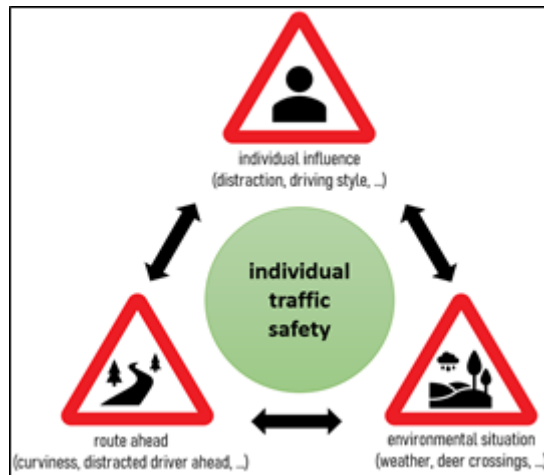 individual influence
(distraction, driving style, ...)
individual
traffic
safety
route ahead
(curviness, distracted driver ahead, ...)
environmental situation
(weather, deer crossings, ...)